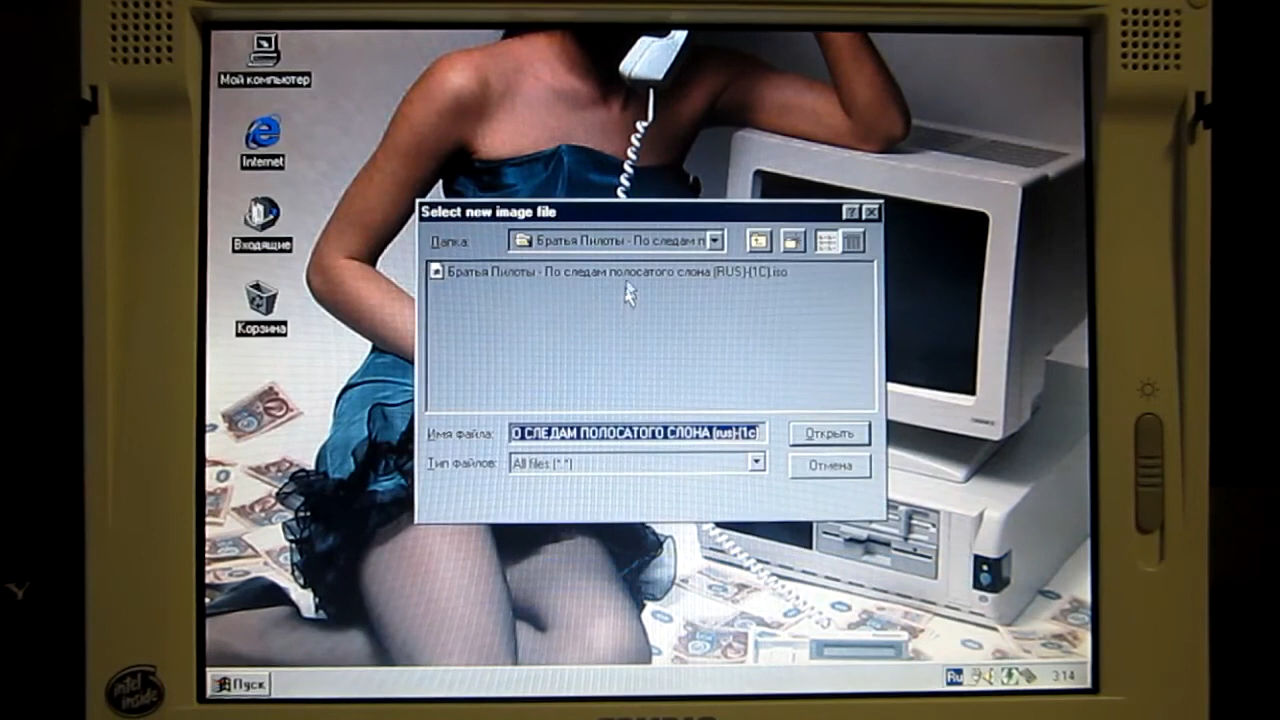 Мой компьютер
Internet
Входящие
Корзина
Select new image file
Папка:
Братья Пилоты - По следам п
Братья Пилоты - По следам полосатого слона (RUS)-(1C).iso
Имя файла:
О СЛЕДАМ ПОЛОСАТОГО СЛОНА (rus)-(1c)
Открыть
Тип файлов:
All files (*.*)
Отмена
Пуск
Ru
3:14
intel inside
COMPAQ